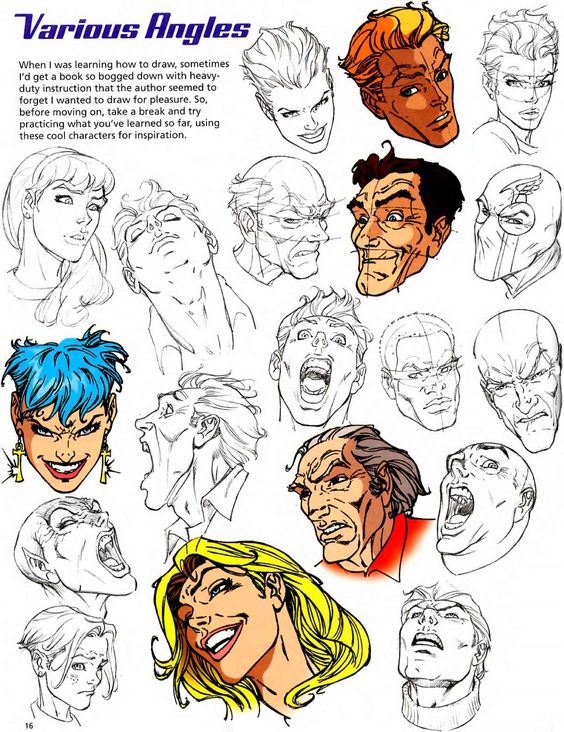 Various Angles
When I was learning how to draw, sometimes
I'd get a book so bogged down with heavy-
duty instruction that the author seemed to
forget I wanted to draw for pleasure. So,
before moving on, take a break and try
practicing what you've learned so far, using
these cool characters for inspiration.
16